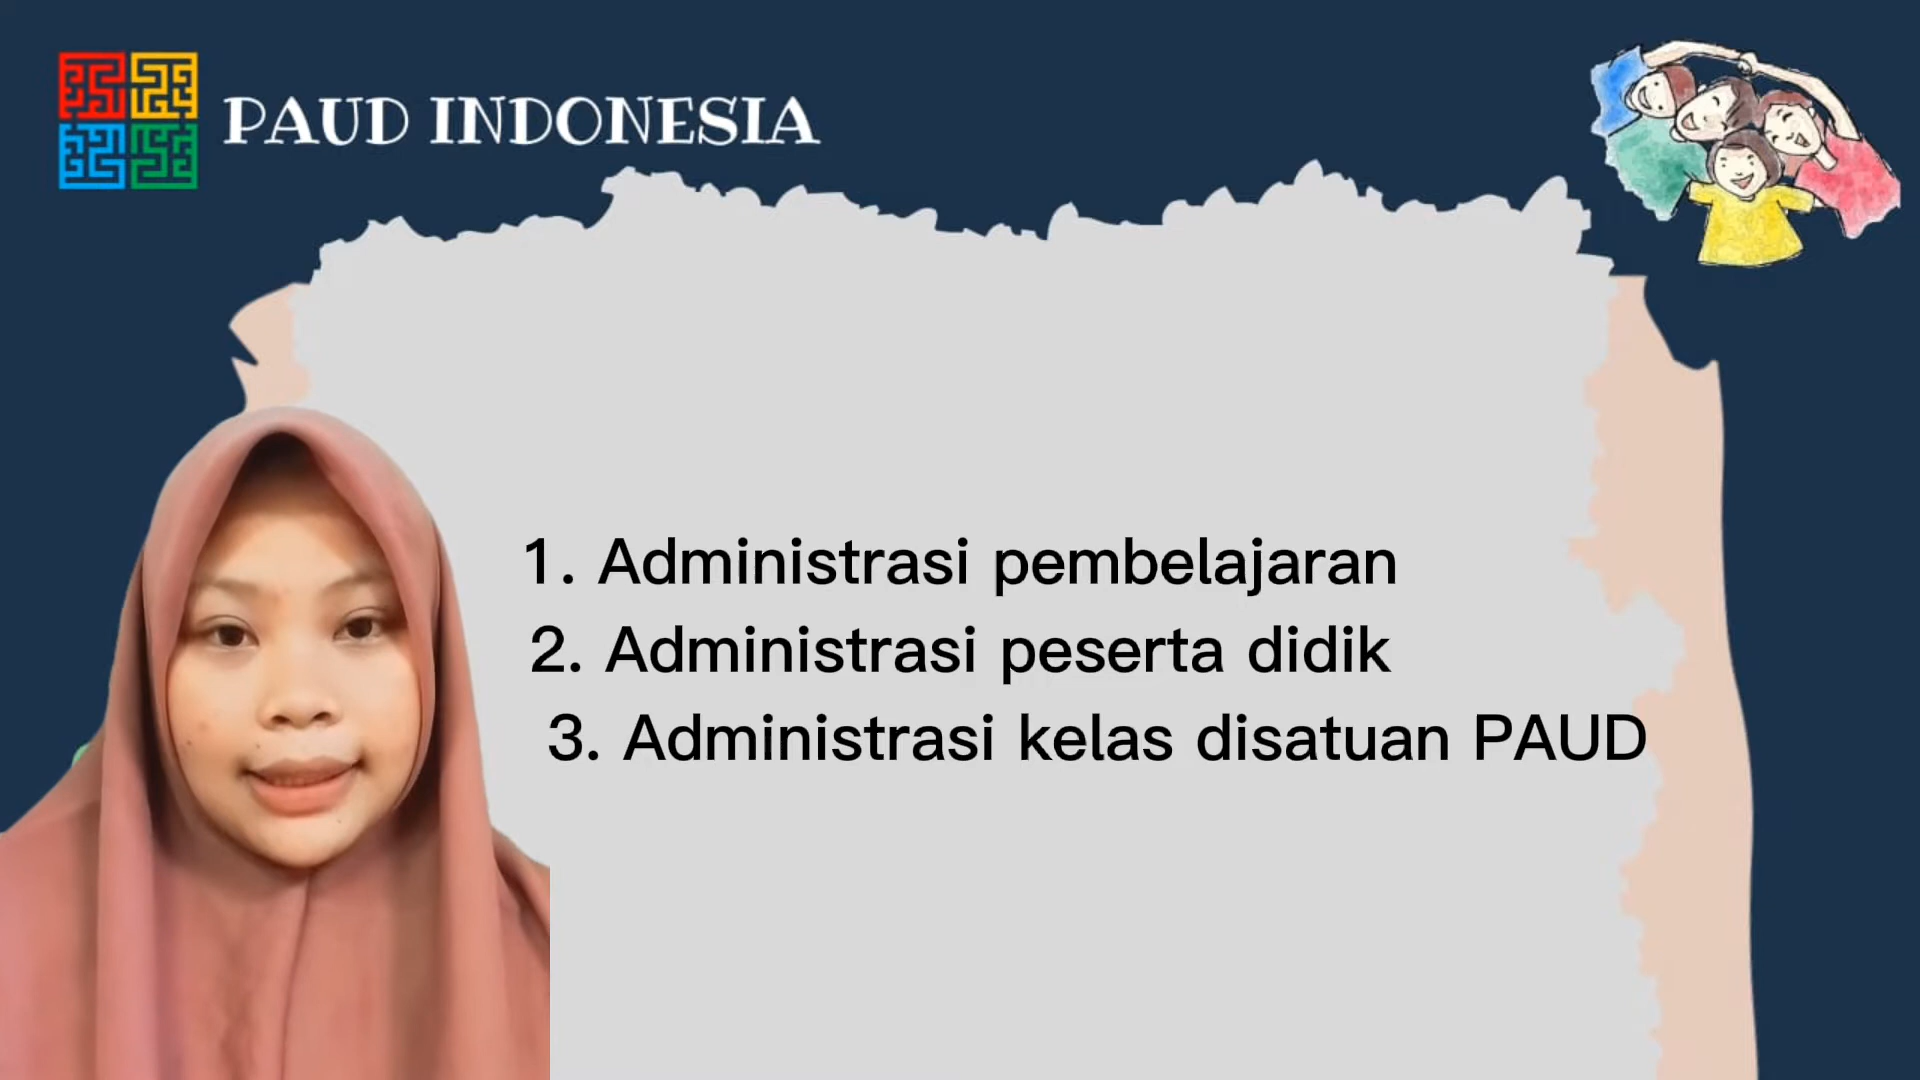 PAUD INDONESIA
1. Administrasi pembelajaran
2. Administrasi peserta didik
3. Administrasi kelas disatuan PAUD